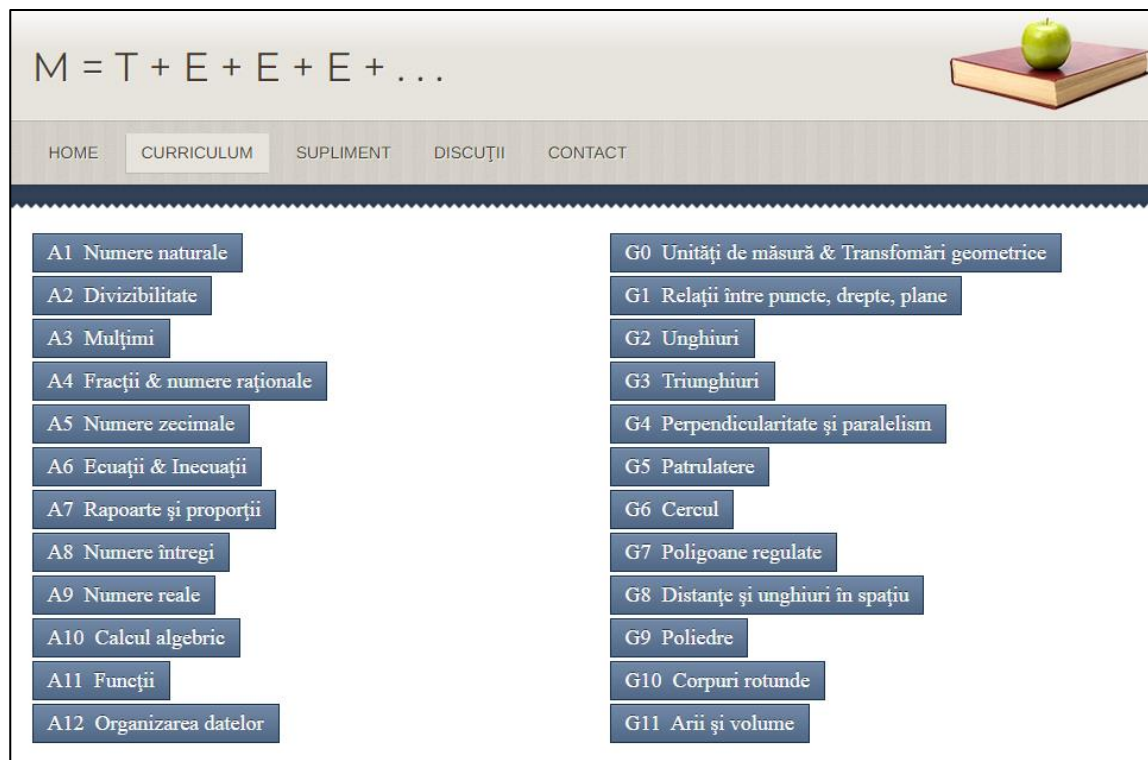 M = T + E + E + E + . . .
HOME CURRICULUM SUPLIMENT DISCUŢII CONTACT
A1 Numere naturale
A2 Divizibilitate
A3 Mulţimi
A4 Fracţii & numere raţionale
A5 Numere zecimale
A6 Ecuaţii & Inecuaţii
A7 Rapoarte şi proporţii
A8 Numere întregi
A9 Numere reale
A10 Calcul algebric
A11 Funcţii
A12 Organizarea datelor
G0 Unităţi de măsură & Transfomări geometrice
G1 Relaţii între puncte, drepte, plane
G2 Unghiuri
G3 Triunghiuri
G4 Perpendicularitate şi paralelism
G5 Patrulatere
G6 Cercul
G7 Poligoane regulate
G8 Distanţe şi unghiuri în spaţiu
G9 Poliedre
G10 Corpuri rotunde
G11 Arii şi volume